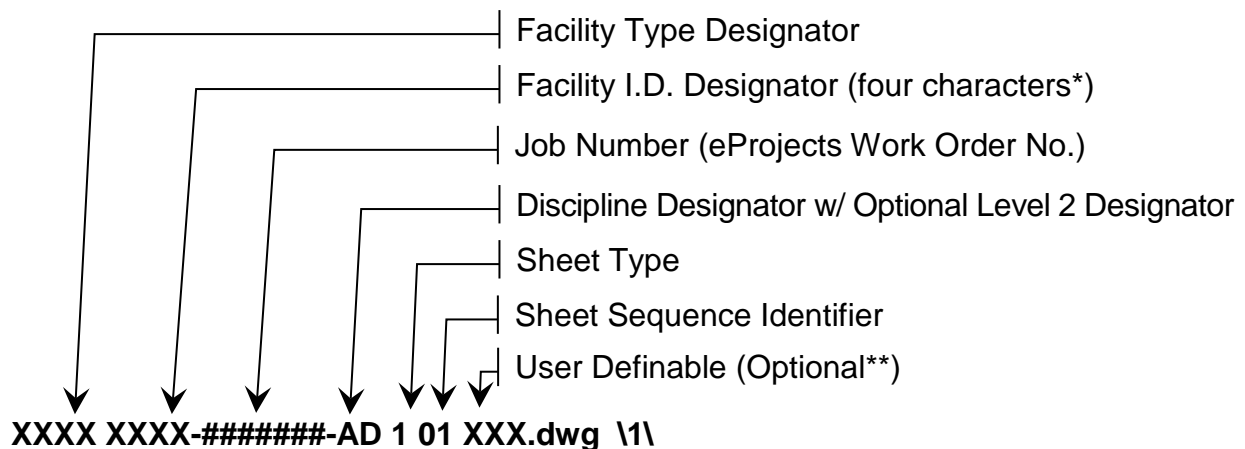 Facility Type Designator
Facility I.D. Designator (four characters*)
Job Number (eProjects Work Order No.)
Discipline Designator w/ Optional Level 2 Designator
Sheet Type
Sheet Sequence Identifier
User Definable (Optional**)
XXXX XXXX-#######-AD 1 01 XXX.dwg \1\